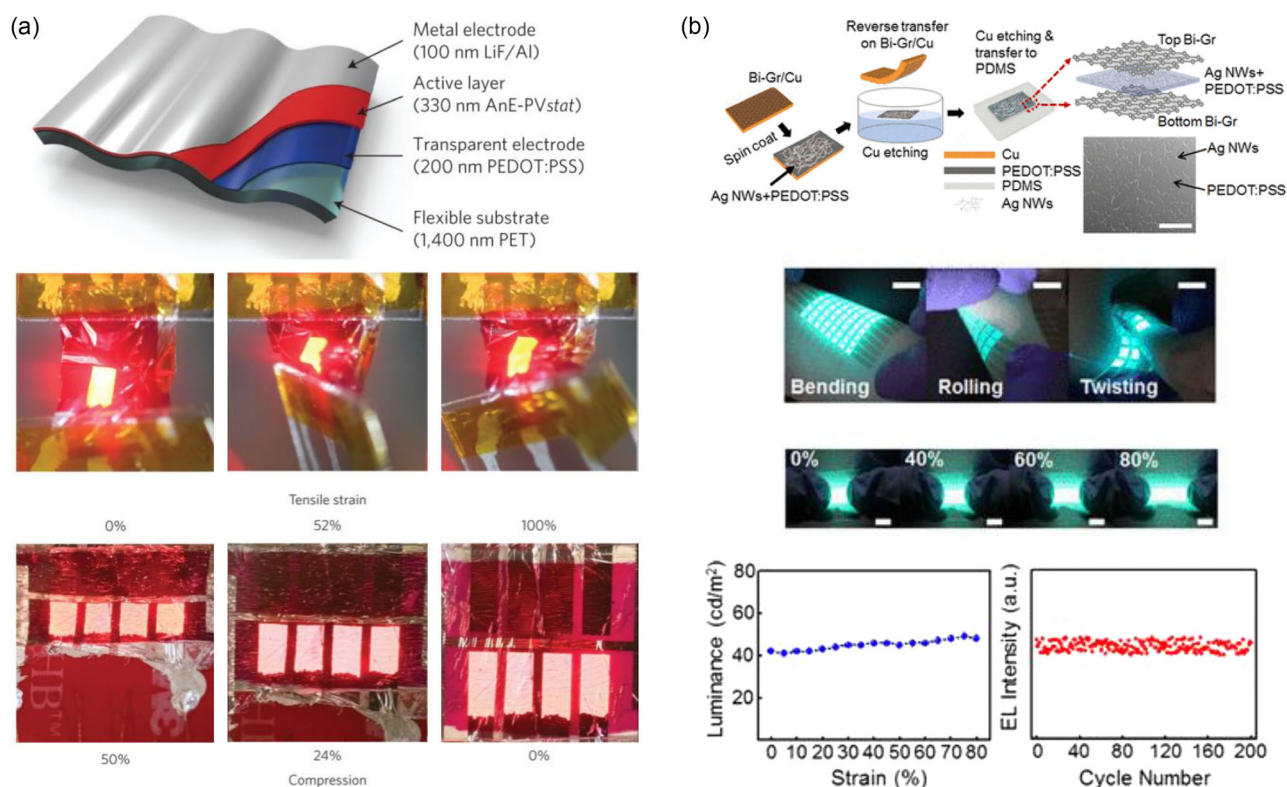 (a)
Metal electrode
(100 nm LiF/Al)
Active layer
(330 nm AnE-PVstat)
Transparent electrode
(200 nm PEDOT:PSS)
Flexible substrate
(1,400 nm PET)
Tensile strain
0% 52% 100%
50% 24% 0%
Compression
(b)
Bi-Gr/Cu
Spin coat
Ag NWs+PEDOT:PSS
Reverse transfer
on Bi-Gr/Cu
Cu etching
Cu etching &
transfer to
PDMS
Top Bi-Gr
Ag NWs+
PEDOT:PSS
Bottom Bi-Gr
Cu
PEDOT:PSS
PDMS
Ag NWs
Ag NWs
PEDOT:PSS
Bending Rolling Twisting
0% 40% 60% 80%
Luminance (cd/m²)
80
60
40
20
0 10 20 30 40 50 60 70 80
Strain (%)
EL Intensity (a.u.)
0 40 80 120 160 200
Cycle Number